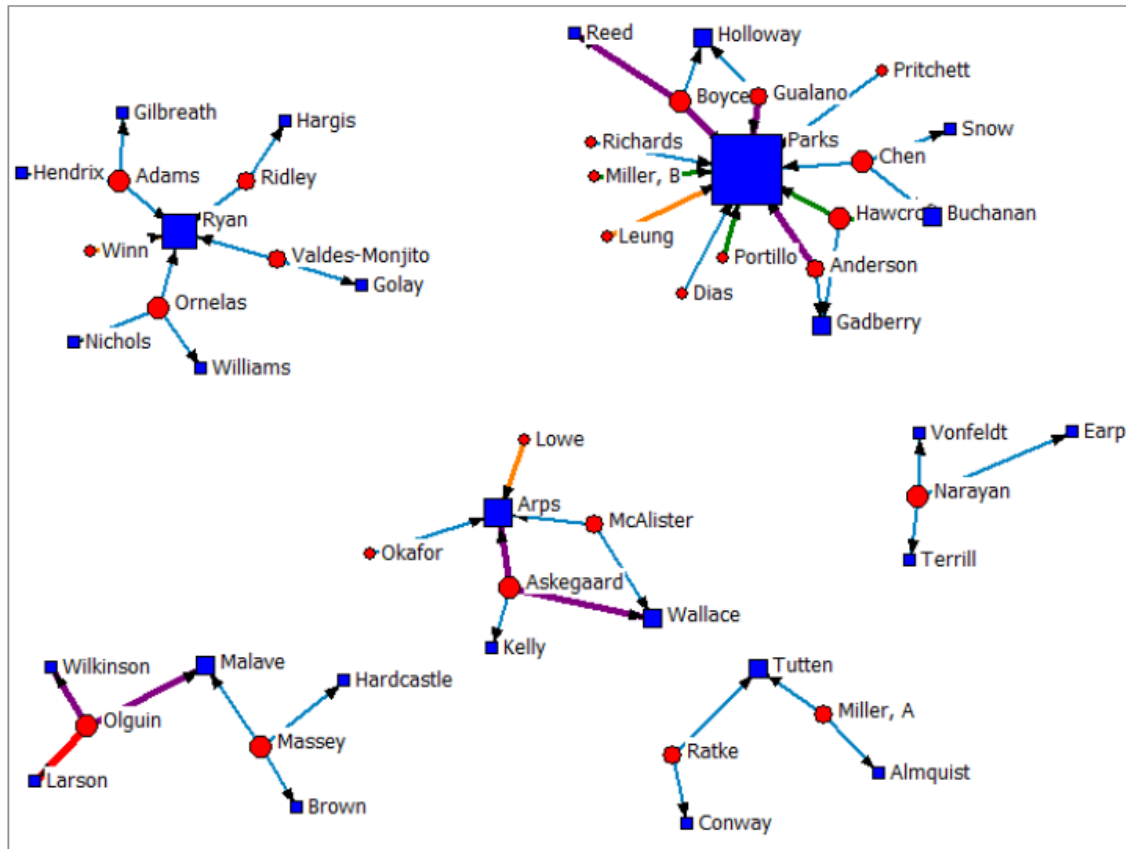 Reed
Holloway
Pritchett
Boyce
Gualano
Gilbreath
Hargis
Snow
Richards
Parks
Chen
Hendrix
Adams
Ridley
Miller, B
Ryan
Hawcro
Buchanan
Leung
Winn
Valdes-Monjito
Portillo
Anderson
Golay
Dias
Ornelas
Gadberry
Nichols
Williams
Lowe
Vonfeldt
Earp
Arps
McAlister
Narayan
Okafor
Terrill
Askegaard
Wallace
Kelly
Wilkinson
Malave
Hardcastle
Tutten
Olguin
Miller, A
Massey
Ratke
Larson
Almquist
Brown
Conway